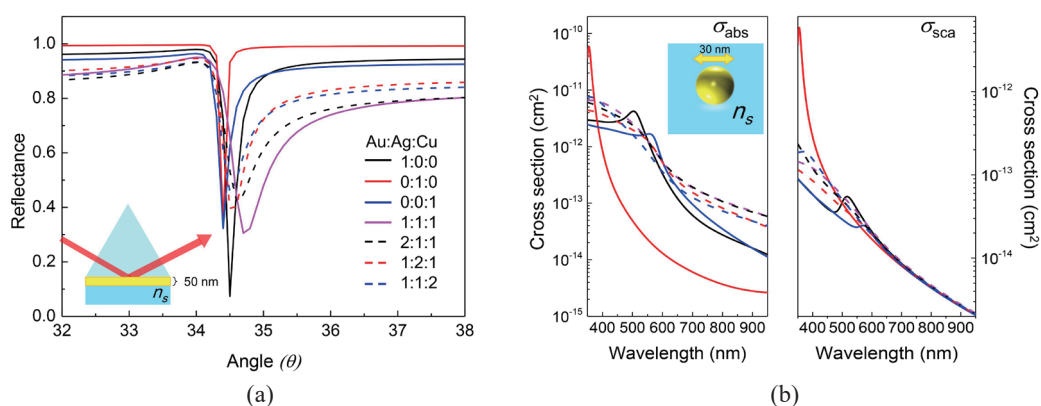 1.0
0.8
0.6
0.4
0.2
0.0
Reflectance
Au:Ag:Cu
1:0:0
0:1:0
0:0:1
1:1:1
2:1:1
1:2:1
1:1:2
50 nm
nₛ
32 33 34 35 36 37 38
Angle (θ)
(a)
σabs
30 nm
nₛ
10⁻⁹
10⁻¹⁰
10⁻¹¹
10⁻¹²
10⁻¹³
10⁻¹⁴
10⁻¹⁵
Cross section (cm²)
400 500 600 700 800 900
Wavelength (nm)
σsca
10⁻¹²
10⁻¹³
10⁻¹⁴
Cross section (cm²)
400 500 600 700 800 900
Wavelength (nm)
(b)